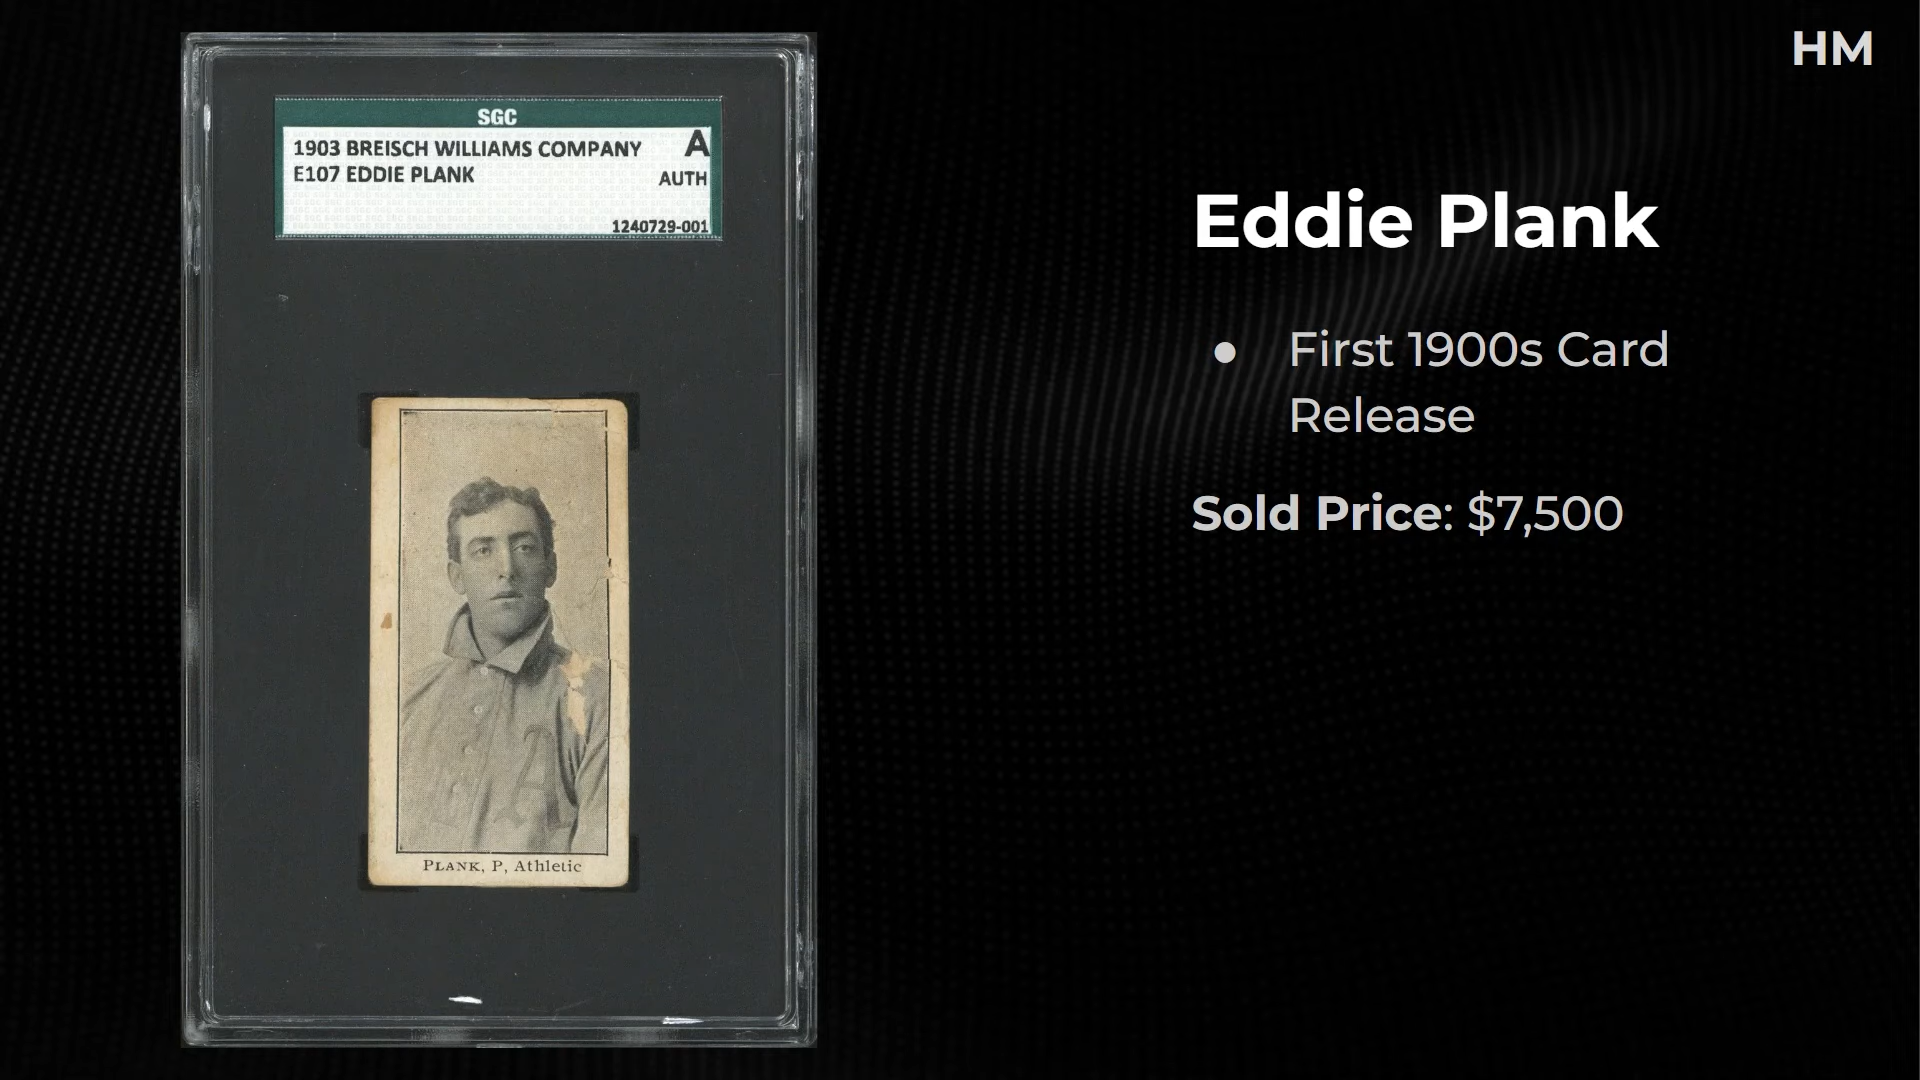 HM
SGC
1903 BREISCH WILLIAMS COMPANY A
E107 EDDIE PLANK AUTH
1240729-001
PLANK, P, Athletic
Eddie Plank
● First 1900s Card
Release
Sold Price: $7,500